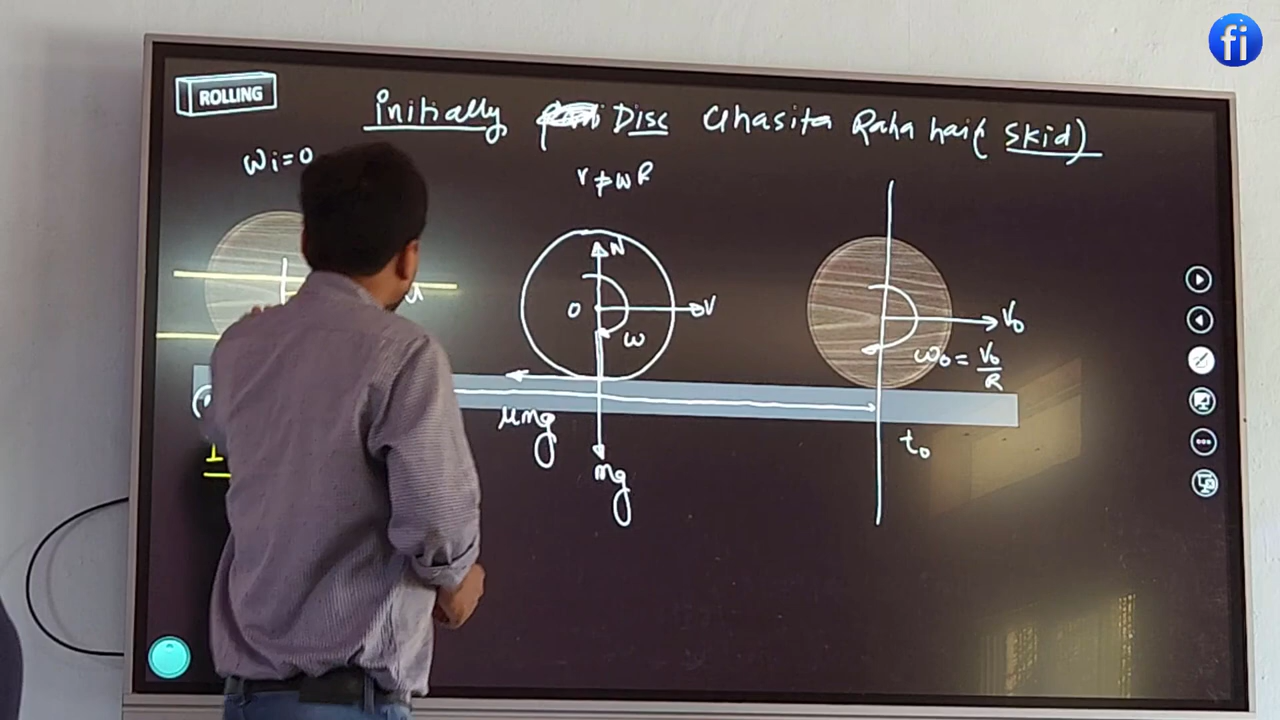 fi
ROLLING
Initially Disc Ghasita Raha hai( Skid)
ωi=0
v≠ωR
N
u
O
V
ω
V₀
ω₀ = V₀/R
μmg
t₀
mg